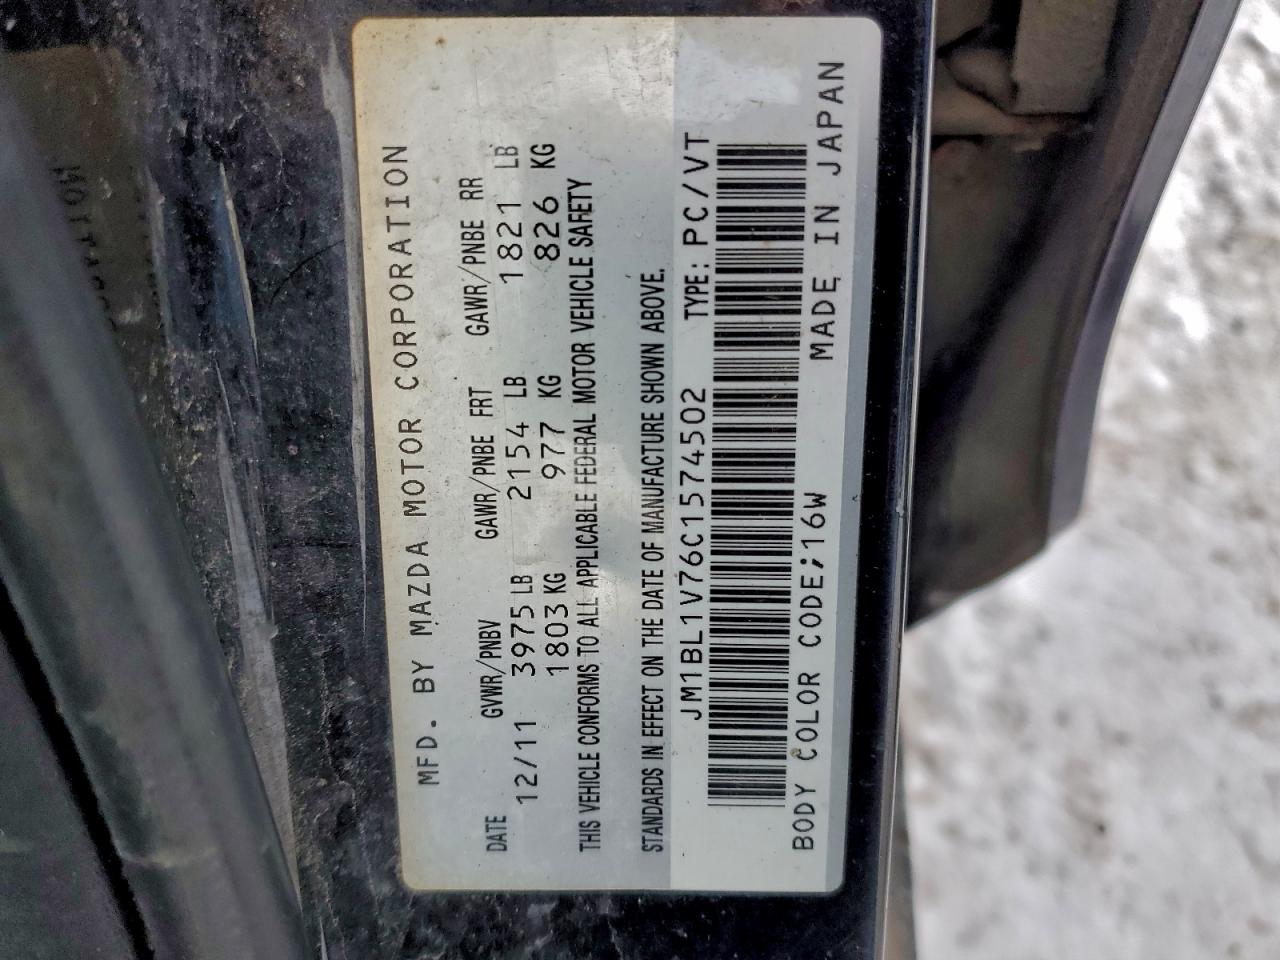 MFD. BY MAZDA MOTOR CORPORATION
DATE GVWR/PNBV GAWR/PNBE FRT GAWR/PNBE RR
12/11 3975 LB 2154 LB 1821 LB
1803 KG 977 KG 826 KG
THIS VEHICLE CONFORMS TO ALL APPLICABLE FEDERAL MOTOR VEHICLE SAFETY
STANDARDS IN EFFECT ON THE DATE OF MANUFACTURE SHOWN ABOVE.
JM1BL1V76C1574502 TYPE: PC/VT
BODY COLOR CODE;16W MADE IN JAPAN